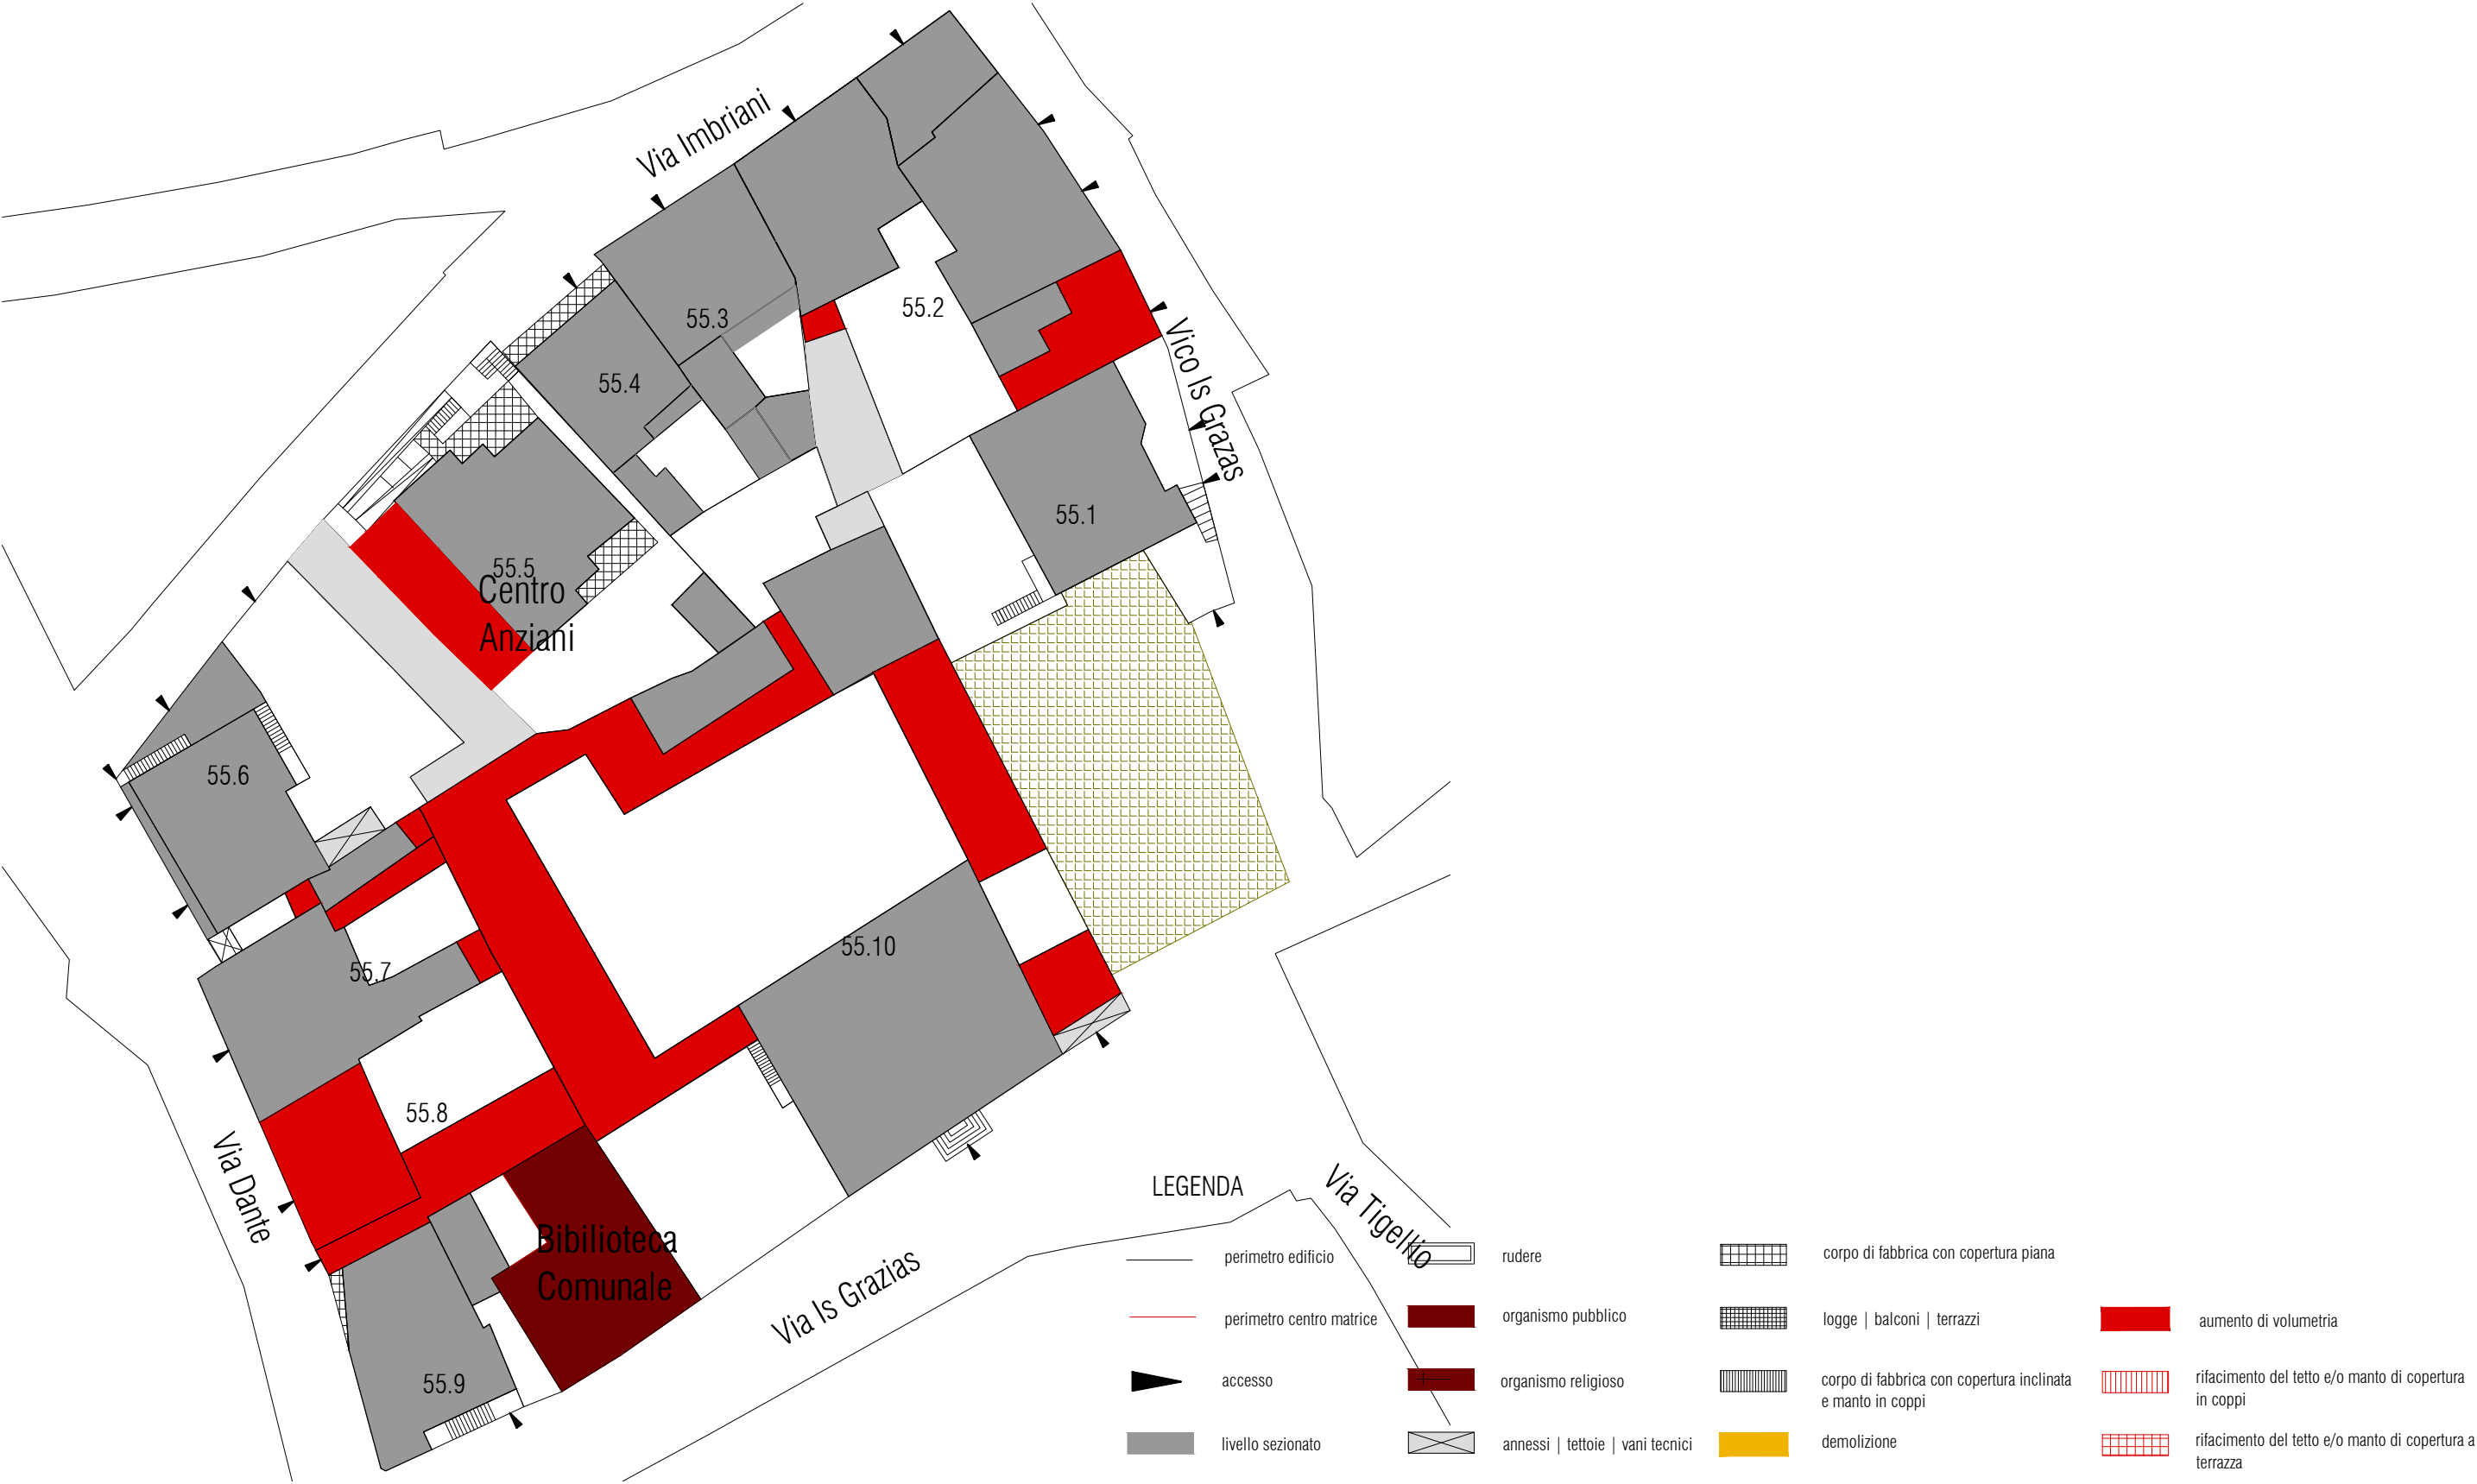 Via Imbriani
55.2
55.3
Vico Is Grazas
55.4
55.1
55.5
Centro
Anziani
55.6
55.10
55.7
55.8
Via Dante
Bibilioteca
Comunale
Via Is Grazias
Via Tigellio
55.9
LEGENDA
perimetro edificio
perimetro centro matrice
accesso
livello sezionato
rudere
organismo pubblico
organismo religioso
annessi | tettoie | vani tecnici
corpo di fabbrica con copertura piana
logge | balconi | terrazzi
corpo di fabbrica con copertura inclinata
e manto in coppi
demolizione
aumento di volumetria
rifacimento del tetto e/o manto di copertura
in coppi
rifacimento del tetto e/o manto di copertura a
terrazza